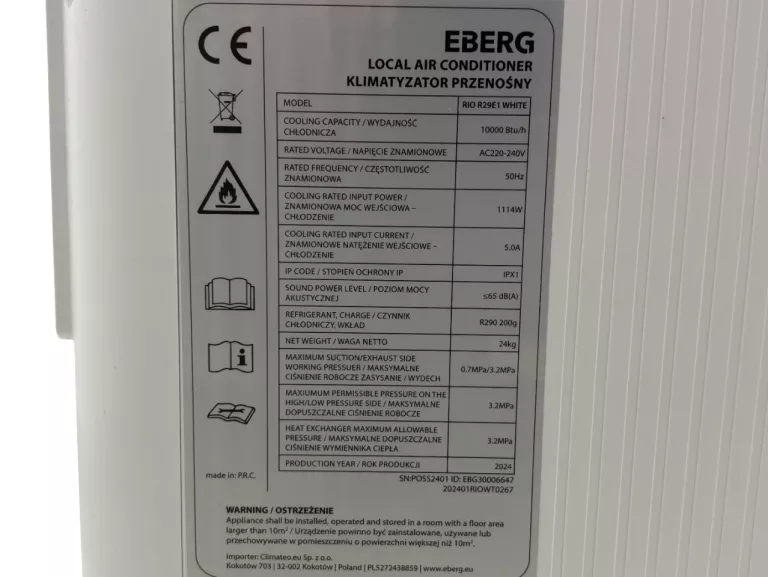 CE
EBERG
LOCAL AIR CONDITIONER
KLIMATYZATOR PRZENOŚNY
MODEL RIO R29E1 WHITE
COOLING CAPACITY / WYDAJNOŚĆ
CHŁODNICZA 10000 Btu/h
RATED VOLTAGE / NAPIĘCIE ZNAMIONOWE AC220-240V
RATED FREQUENCY / CZĘSTOTLIWOŚĆ
ZNAMIONOWA 50Hz
COOLING RATED INPUT POWER /
ZNAMIONOWA MOC WEJŚCIOWA –
CHŁODZENIE 1114W
COOLING RATED INPUT CURRENT /
ZNAMIONOWE NATĘŻENIE WEJŚCIOWE –
CHŁODZENIE 5.0A
IP CODE / STOPIEŃ OCHRONY IP IPX1
SOUND POWER LEVEL / POZIOM MOCY
AKUSTYCZNEJ ≤65 dB(A)
REFRIGERANT, CHARGE / CZYNNIK
CHŁODNICZY, WKŁAD R290 200g
NET WEIGHT / WAGA NETTO 24kg
MAXIMUM SUCTION/EXHAUST SIDE
WORKING PRESSUER / MAKSYMALNE
CIŚNIENIE ROBOCZE ZASYSANIE / WYDECH 0.7MPa/3.2MPa
MAXIUMUM PERMISSIBLE PRESSURE ON THE
HIGH/LOW PRESSURE SIDE / MAKSYMALNE
DOPUSZCZALNE CIŚNIENIE ROBOCZE 3.2MPa
HEAT EXCHANGER MAXIMUM ALLOWABLE
PRESSURE / MAKSYMALNE DOPUSZCZALNE
CIŚNIENIE WYMIENNIKA CIEPŁA 3.2MPa
PRODUCTION YEAR / ROK PRODUKCJI 2024
made in: P.R.C.
SN:POSS2401 ID: EBG30006647
202401RIOWT0267
WARNING / OSTRZEŻENIE
Appliance shall be installed, operated and stored in a room with a floor area
larger than 10m² / Urządzenie powinno być zainstalowane, używane lub
przechowywane w pomieszczeniu o powierzchni większej niż 10m².
Importer: Climateo.eu Sp. z o.o.
Kokotów 703 | 32-002 Kokotów | Poland | PL5272438859 | www.eberg.eu